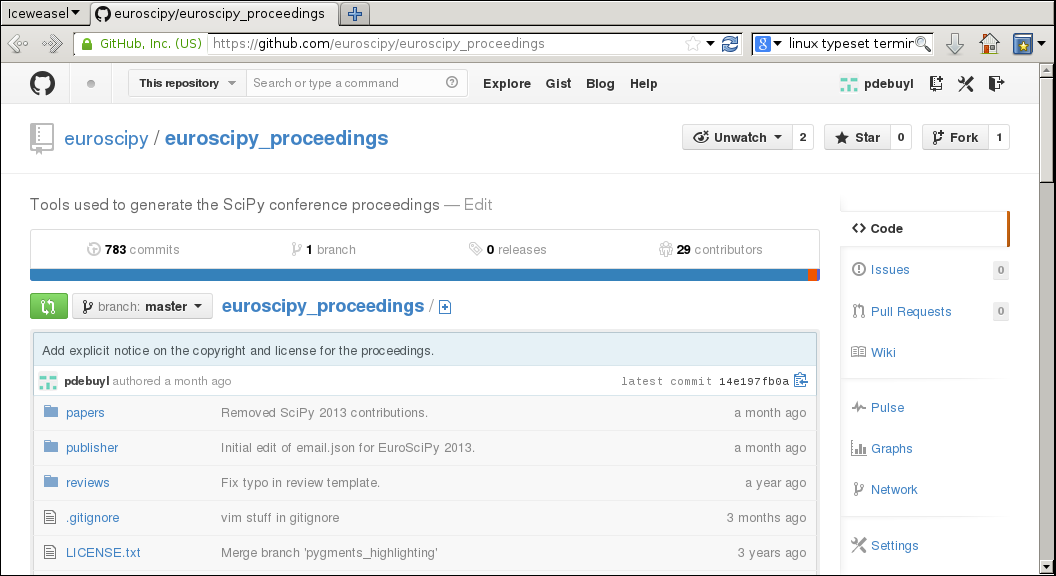 Iceweasel euroscipy/euroscipy_proceedings
GitHub, Inc. (US) https://github.com/euroscipy/euroscipy_proceedings 8 linux typeset termin
This repository Search or type a command Explore Gist Blog Help pdebuyl
euroscipy / euroscipy_proceedings Unwatch 2 Star 0 Fork 1
Tools used to generate the SciPy conference proceedings — Edit
783 commits 1 branch 0 releases 29 contributors
branch: master euroscipy_proceedings /
Add explicit notice on the copyright and license for the proceedings.
pdebuyl authored a month ago latest commit 14e197fb0a
papers Removed SciPy 2013 contributions. a month ago
publisher Initial edit of email.json for EuroSciPy 2013. a month ago
reviews Fix typo in review template. a year ago
.gitignore vim stuff in gitignore 3 months ago
LICENSE.txt Merge branch 'pygments_highlighting' 3 years ago
Code
Issues 0
Pull Requests 0
Wiki
Pulse
Graphs
Network
Settings